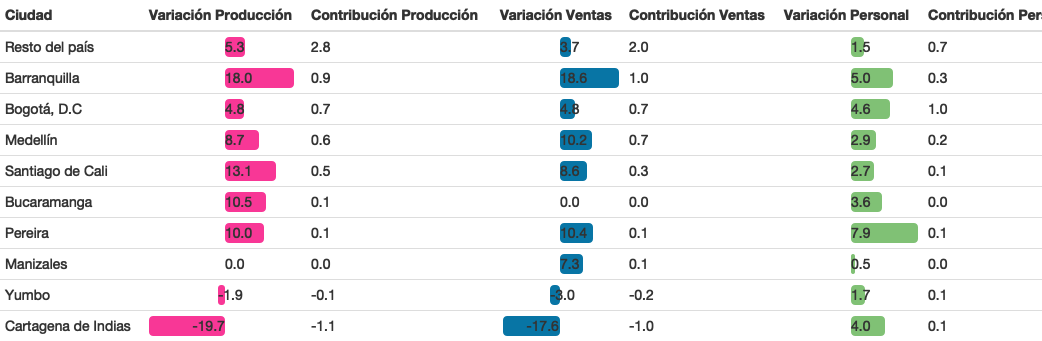 Ciudad Variación Producción Contribución Producción Variación Ventas Contribución Ventas Variación Personal Contribución Pers
Resto del país 5.3 2.8 3.7 2.0 1.5 0.7
Barranquilla 18.0 0.9 18.6 1.0 5.0 0.3
Bogotá, D.C 4.8 0.7 4.8 0.7 4.6 1.0
Medellín 8.7 0.6 10.2 0.7 2.9 0.2
Santiago de Cali 13.1 0.5 8.6 0.3 2.7 0.1
Bucaramanga 10.5 0.1 0.0 0.0 3.6 0.0
Pereira 10.0 0.1 10.4 0.1 7.9 0.1
Manizales 0.0 0.0 7.3 0.1 0.5 0.0
Yumbo -1.9 -0.1 -3.0 -0.2 1.7 0.1
Cartagena de Indias -19.7 -1.1 -17.6 -1.0 4.0 0.1